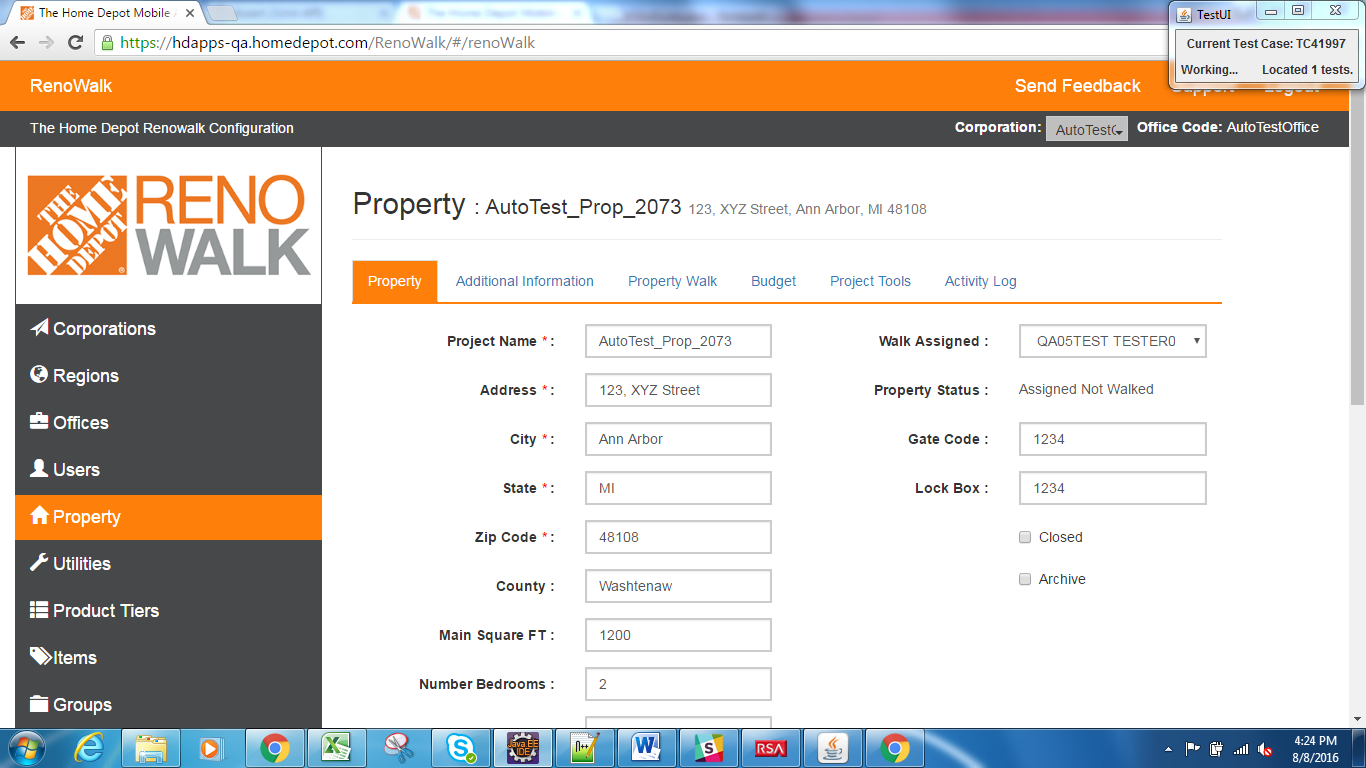 The Home Depot Mobile
TestUI
Current Test Case: TC41997
Working... Located 1 tests.
https://hdapps-qa.homedepot.com/RenoWalk/#/renoWalk
RenoWalk
Send Feedback
The Home Depot Renowalk Configuration
Corporation: AutoTestC Office Code: AutoTestOffice
THE HOME DEPOT
RENO
WALK
Property : AutoTest_Prop_2073 123, XYZ Street, Ann Arbor, MI 48108
Property Additional Information Property Walk Budget Project Tools Activity Log
Corporations
Regions
Offices
Users
Property
Utilities
Product Tiers
Items
Groups
Project Name * : AutoTest_Prop_2073
Address * : 123, XYZ Street
City * : Ann Arbor
State * : MI
Zip Code * : 48108
County : Washtenaw
Main Square FT : 1200
Number Bedrooms : 2
Walk Assigned : QA05TEST TESTER0
Property Status : Assigned Not Walked
Gate Code : 1234
Lock Box : 1234
Closed
Archive
Java EE
IDE
n++
RSA
4:24 PM
8/8/2016